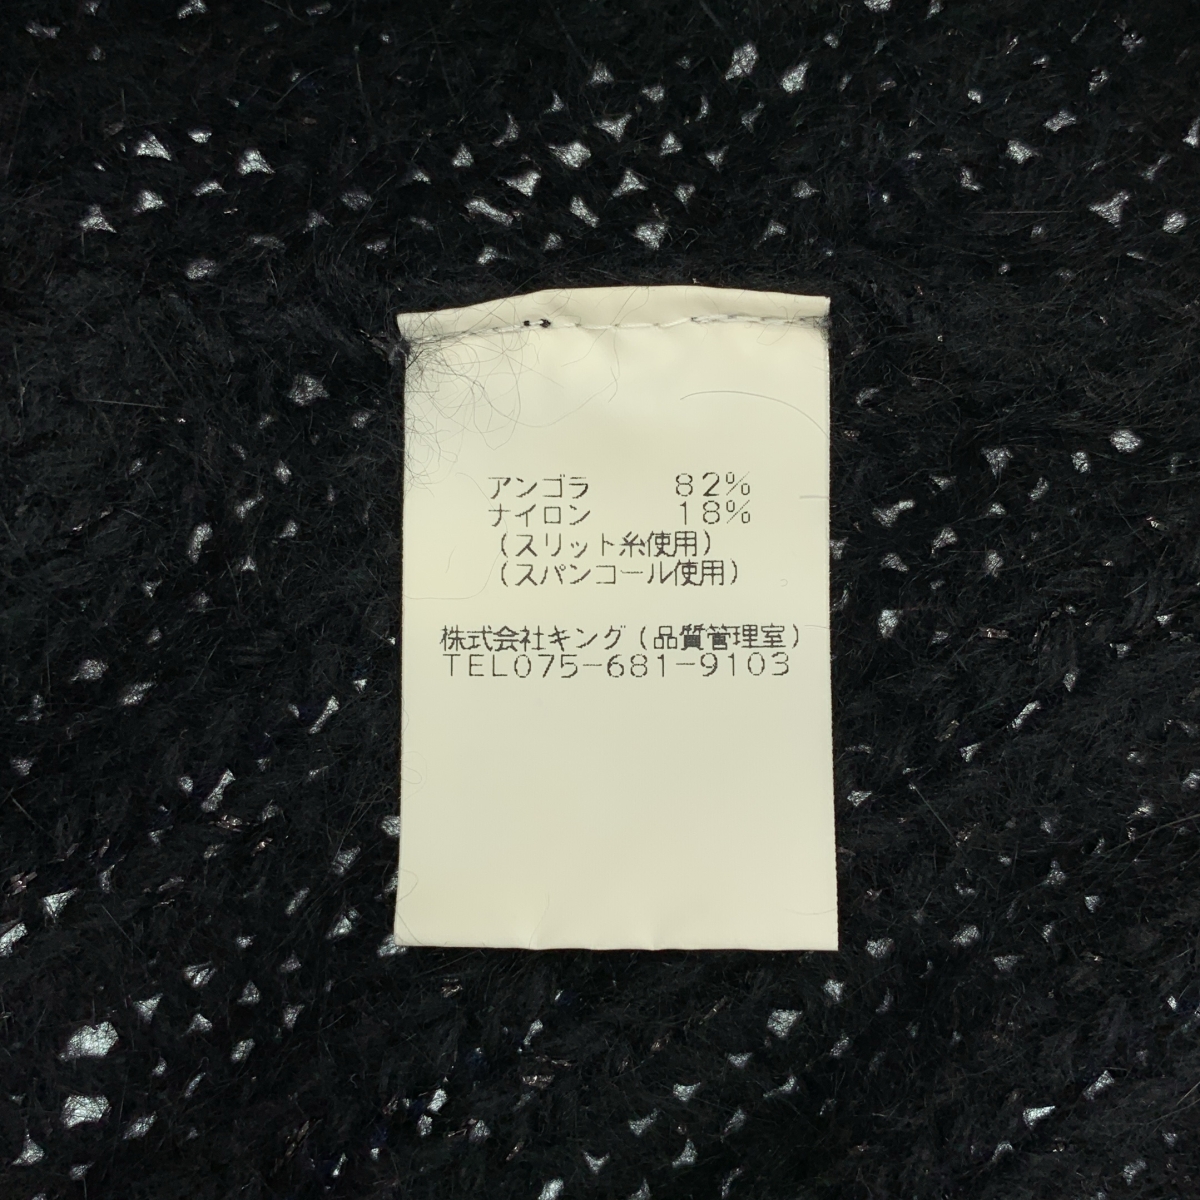 アンゴラ 82%
ナイロン 18%
(スリット糸使用)
(スパンコール使用)
株式会社キング(品質管理室)
TEL075-681-9103